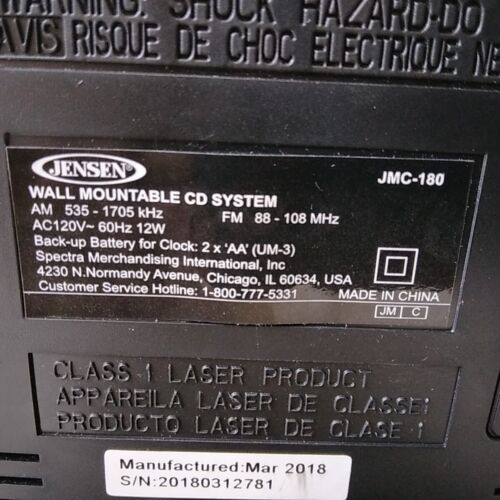 WARNING: SHOCK HAZARD-DO
AVIS RISQUE DE CHOC ELECTRIQUE NE
JENSEN®
JMC-180
WALL MOUNTABLE CD SYSTEM
AM 535 - 1705 kHz FM 88 - 108 MHz
AC120V~ 60Hz 12W
Back-up Battery for Clock: 2 x 'AA' (UM-3)
Spectra Merchandising International, Inc
4230 N.Normandy Avenue, Chicago, IL 60634, USA
Customer Service Hotline: 1-800-777-5331
MADE IN CHINA
JM C
CLASS 1 LASER PRODUCT
APPAREILA LASER DE CLASSE1
PRODUCTO LASER DE CLASE 1
Manufactured:Mar 2018
S/N:20180312781